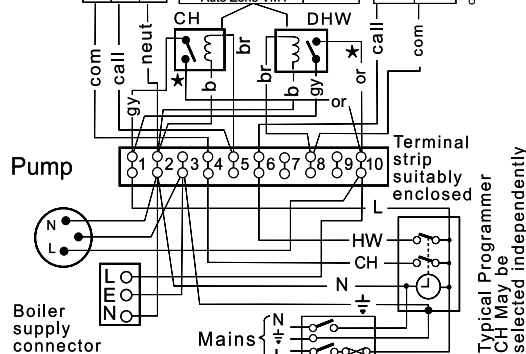 CH
DHW
com
call
neut
br
br
call
com
b
b
gy
or
gy
or
1 2 3 4 5 6 7 8 9 10
Terminal
strip
suitably
enclosed
Pump
N
L
L
HW
CH
N
L
E
N
Boiler
supply
connector
Mains
N
L
Typical Programmer
CH May be
selected independently